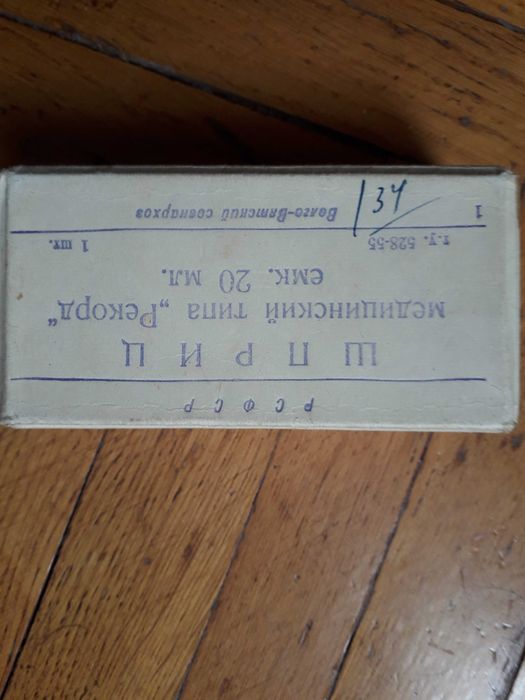 РСФСР
ШПРИЦ
медицинский типа „Рекорд“
емк. 20 мл.
т.у. 528-55 1 шт.
1 Волго-Вятский совнархоз
134